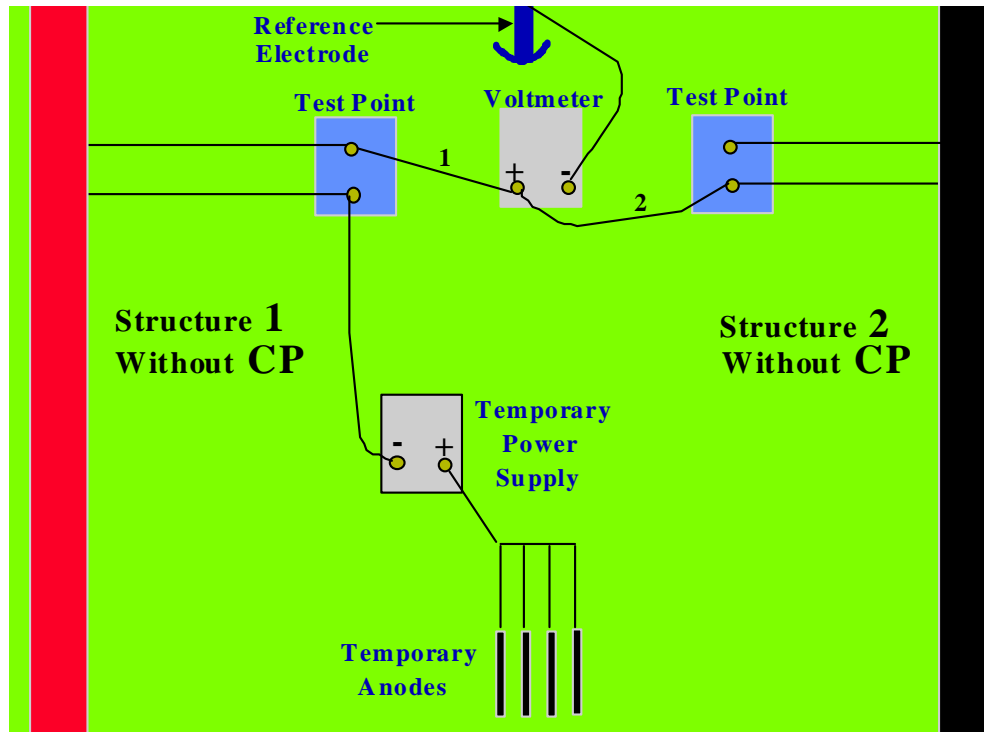 Reference
Electrode
Test Point
Voltmeter
Test Point
1
+ -
2
Structure 1
Without CP
Structure 2
Without CP
Temporary
Power
Supply
- +
Temporary
Anodes